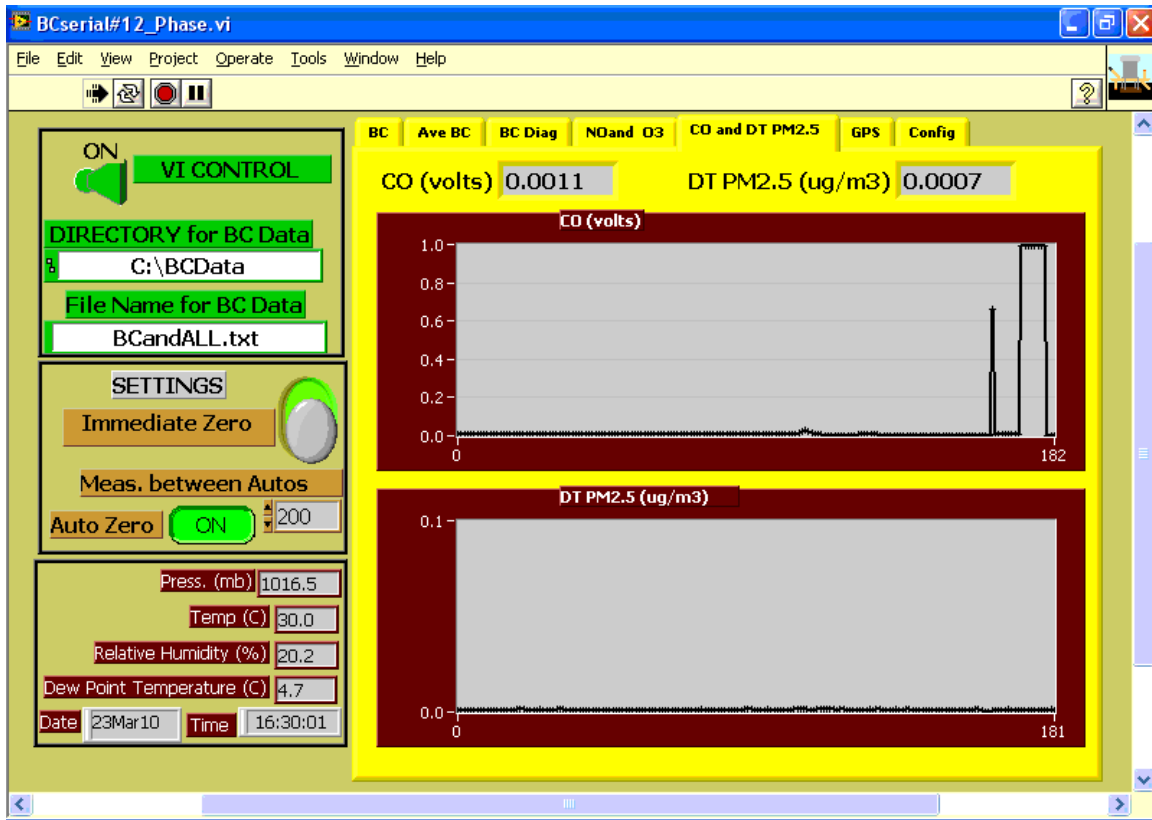 BCserial#12_Phase.vi
File Edit View Project Operate Tools Window Help
ON
VI CONTROL
DIRECTORY for BC Data
C:\BCData
File Name for BC Data
BCandALL.txt
SETTINGS
Immediate Zero
Meas. between Autos
Auto Zero ON 200
Press. (mb) 1016.5
Temp (C) 30.0
Relative Humidity (%) 20.2
Dew Point Temperature (C) 4.7
Date 23Mar10 Time 16:30:01
BC Ave BC BC Diag NOand O3 CO and DT PM2.5 GPS Config
CO (volts) 0.0011 DT PM2.5 (ug/m3) 0.0007
CO (volts)
1.0
0.8
0.6
0.4
0.2
0.0
0 182
DT PM2.5 (ug/m3)
0.1
0.0
0 181